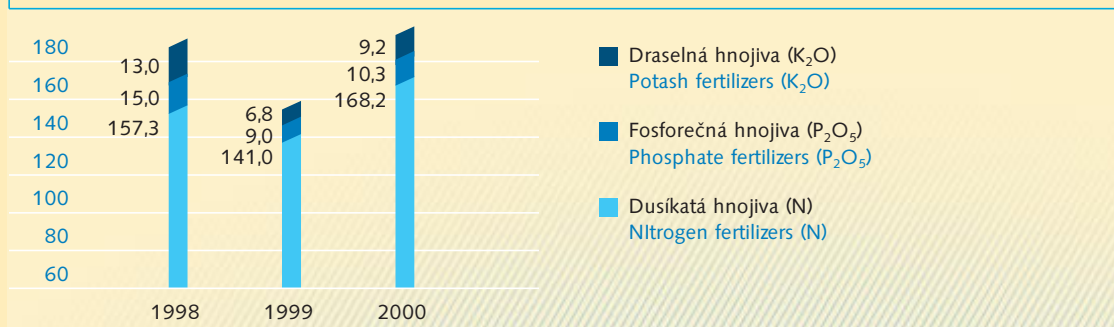 180
160
140
120
100
80
60
13,0
15,0
157,3
6,8
9,0
141,0
9,2
10,3
168,2
1998 1999 2000
Draselná hnojiva (K₂O)
Potash fertilizers (K₂O)
Fosforečná hnojiva (P₂O₅)
Phosphate fertilizers (P₂O₅)
Dusíkatá hnojiva (N)
NItrogen fertilizers (N)